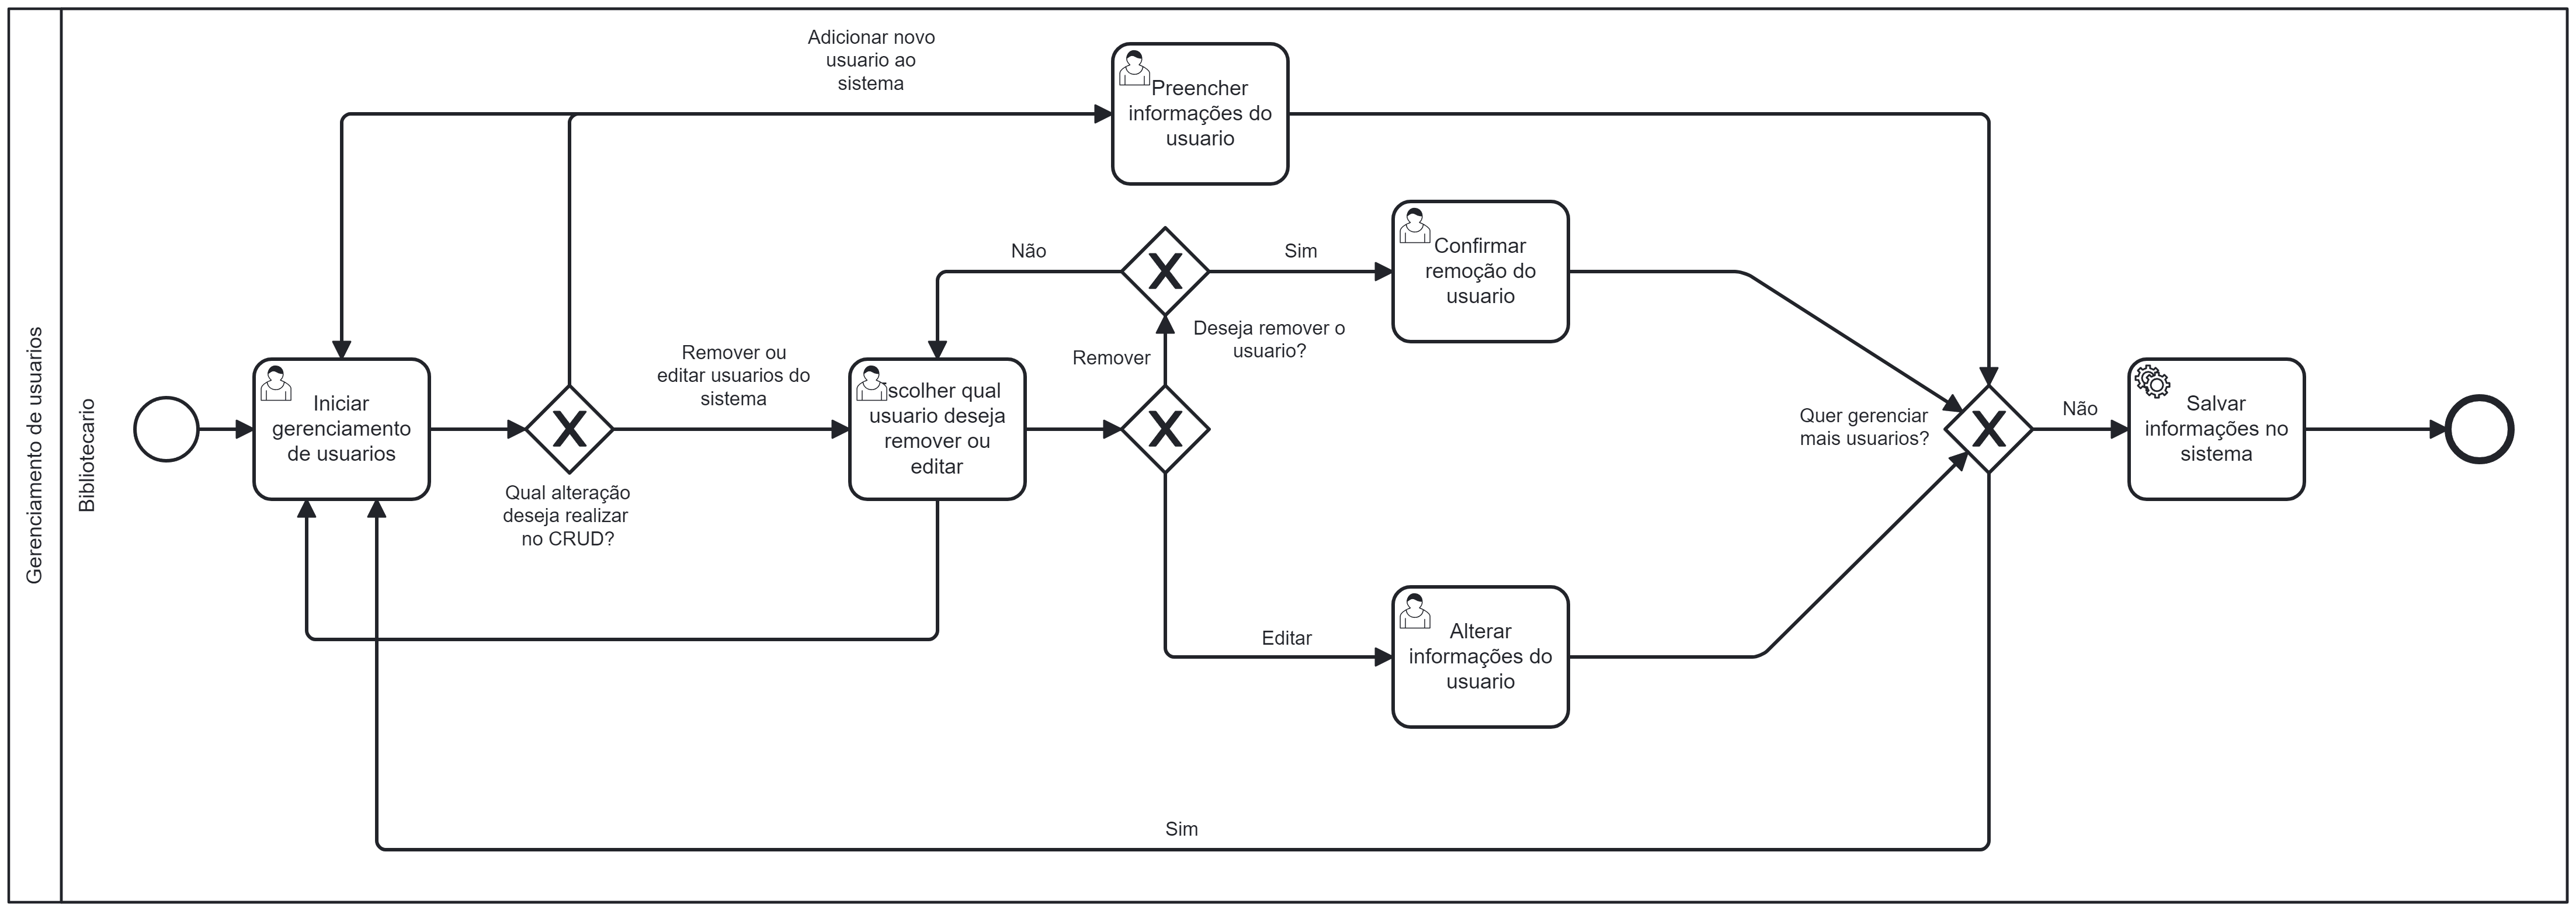 Gerenciamento de usuarios
Bibliotecario
Adicionar novo
usuario ao
sistema
Preencher
informações do
usuario
Não
Sim
Confirmar
remoção do
usuario
Deseja remover o
usuario?
Remover
Remover ou
editar usuarios do
sistema
Iniciar
gerenciamento
de usuarios
Qual alteração
deseja realizar
no CRUD?
scolher qual
usuario deseja
remover ou
editar
Quer gerenciar
mais usuarios?
Não
Salvar
informações no
sistema
Editar
Alterar
informações do
usuario
Sim